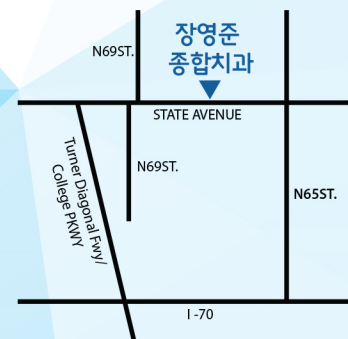 장영준
종합치과
N69ST.
STATE AVENUE
N69ST.
Turner Diagonal Fwy/
College PKWY
N65ST.
I -70